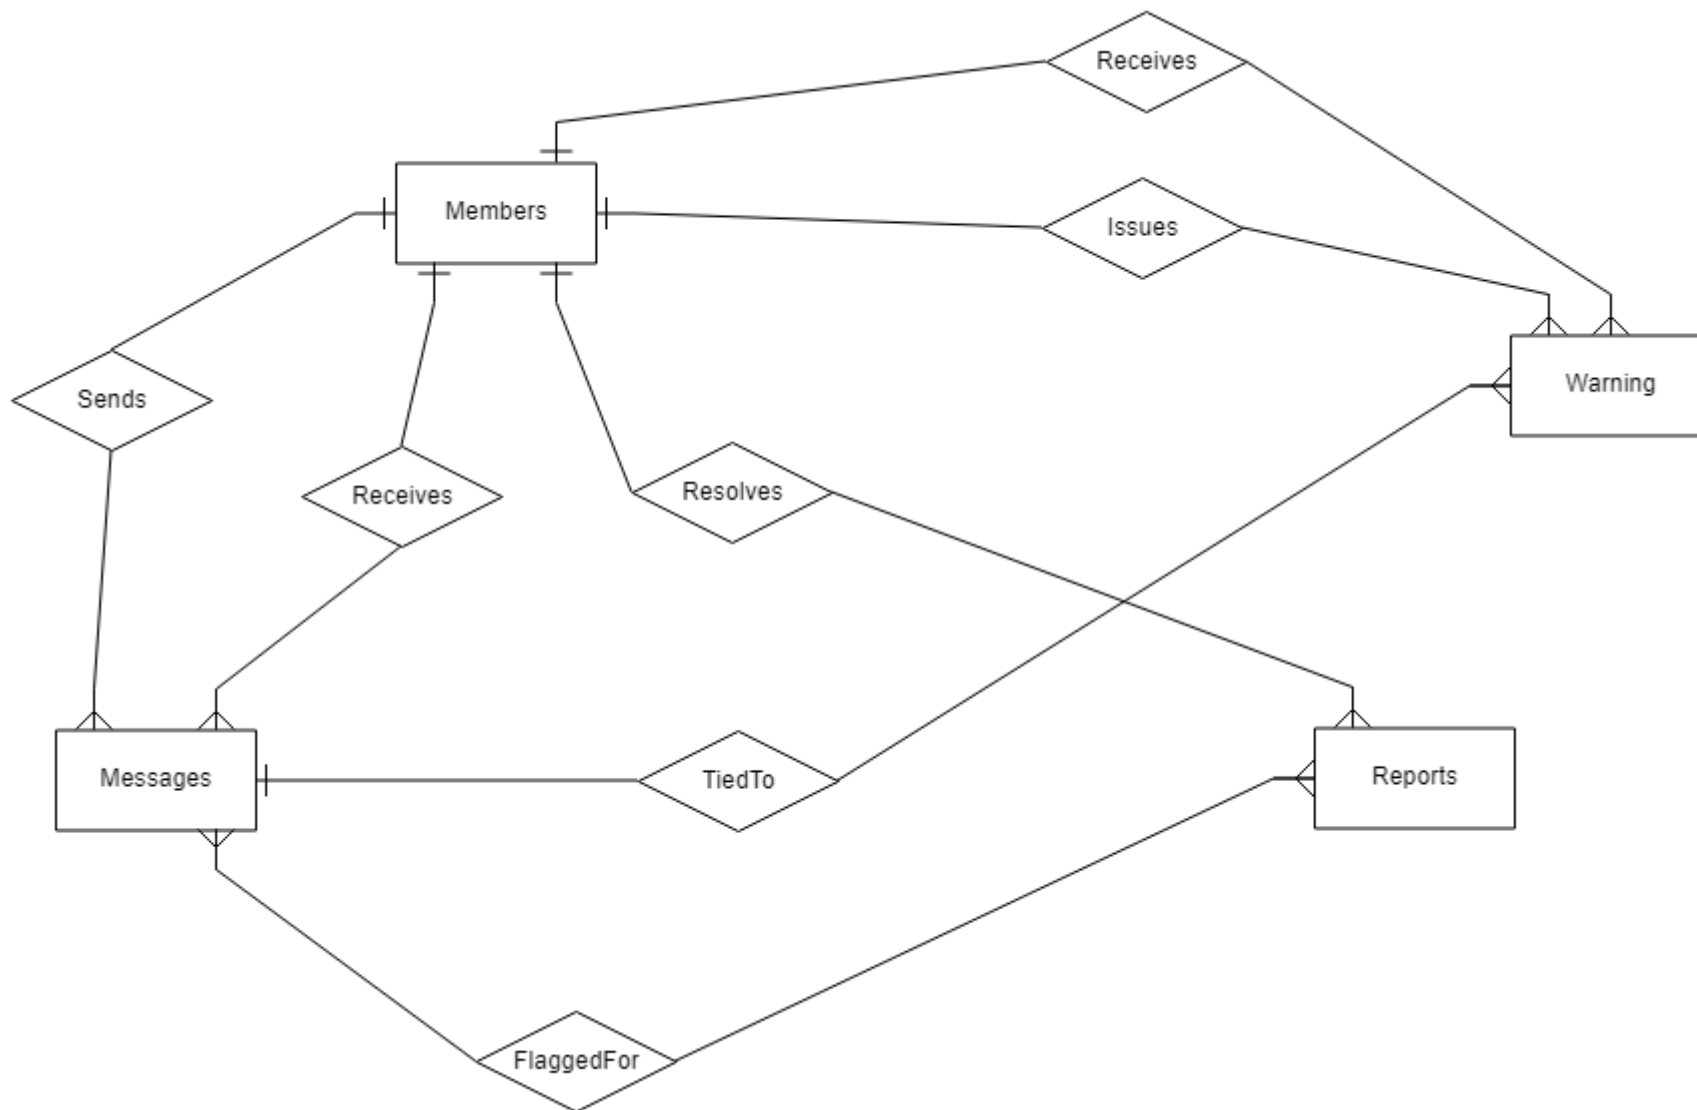 Receives
Members
Issues
Warning
Sends
Receives
Resolves
Messages
TiedTo
Reports
FlaggedFor